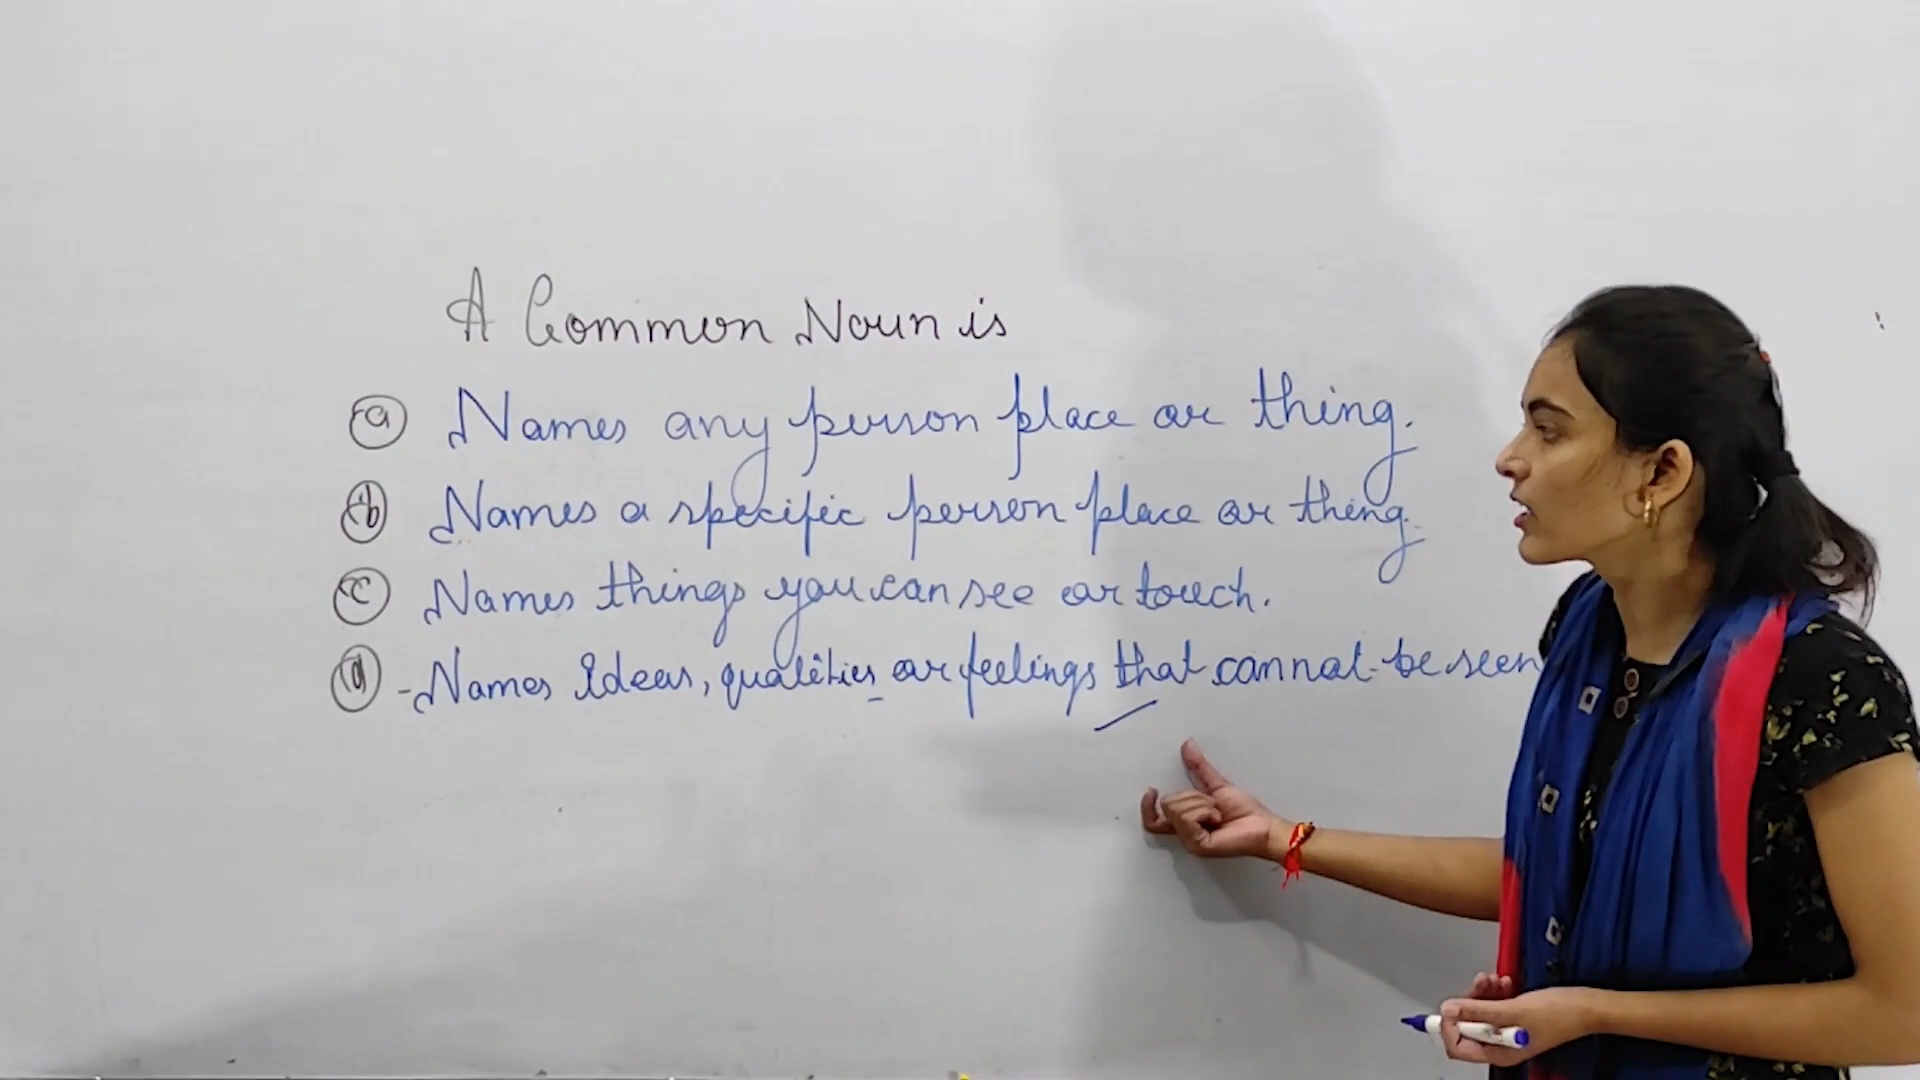 A Common Noun is
(a) Names any person place or thing.
(b) Names a specific person place or thing.
(c) Names things you can see or touch.
(d) - Names Ideas, qualities or feelings that cannot be seen